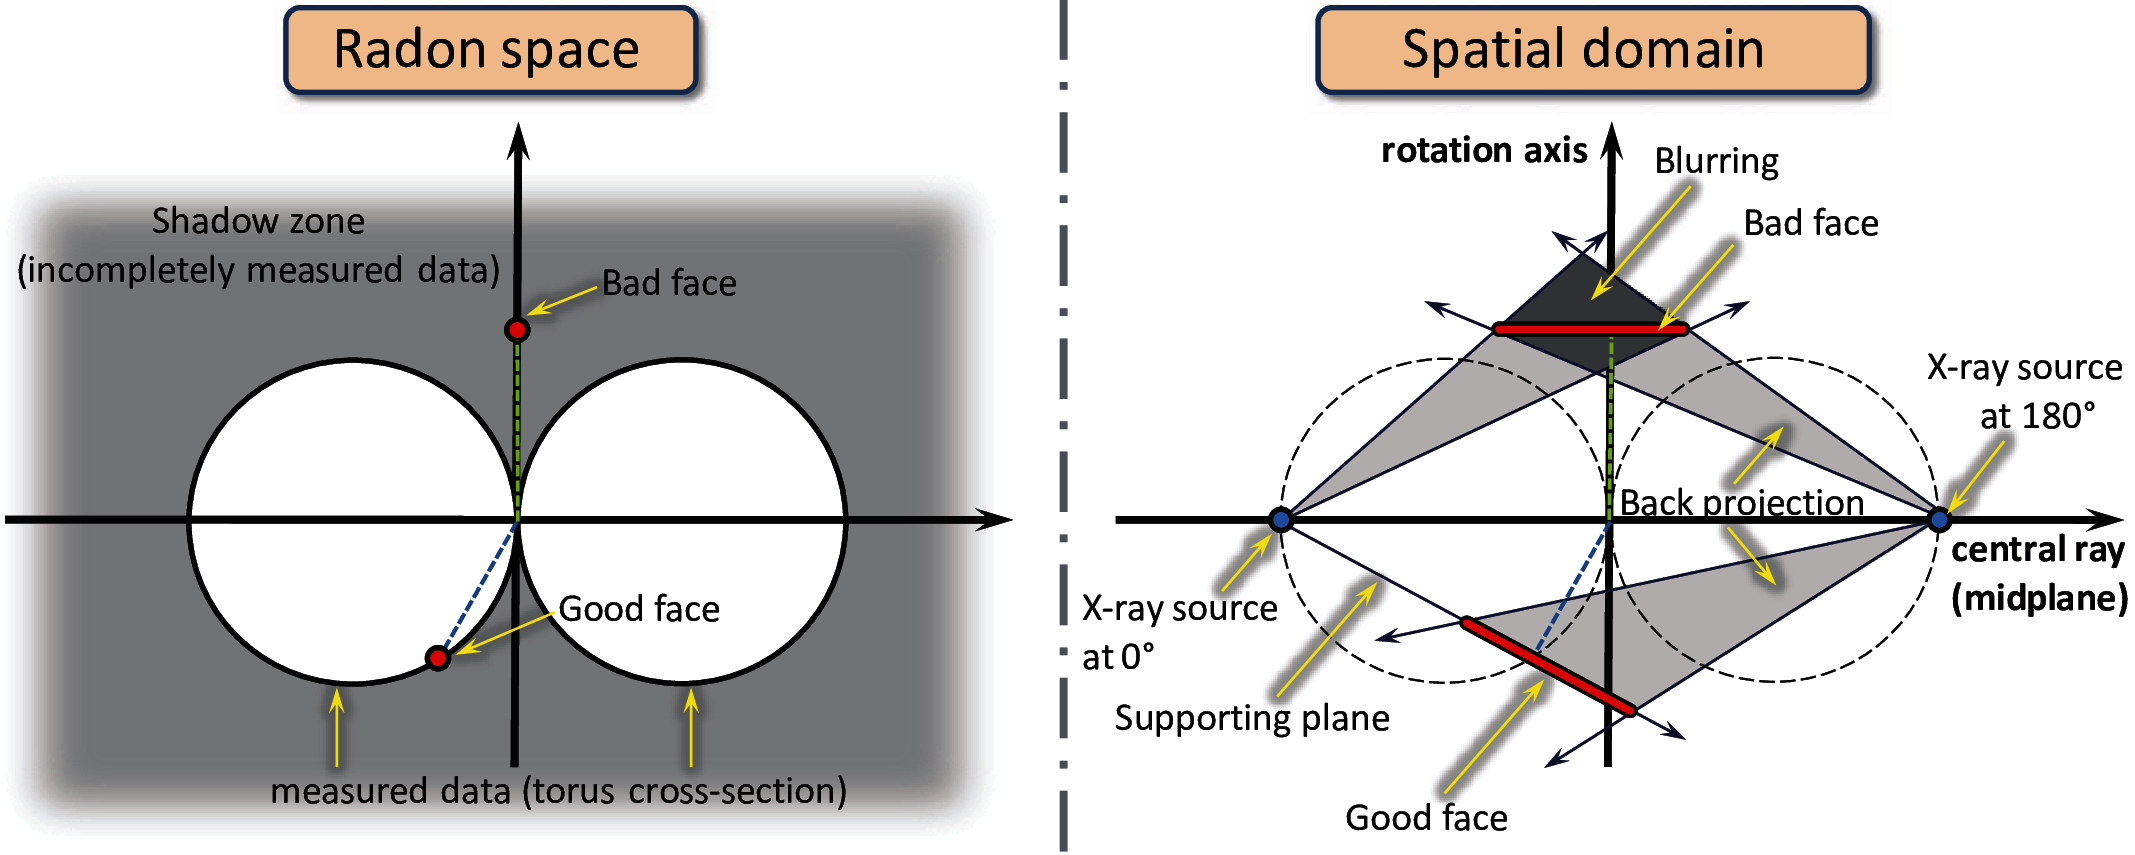 Radon space
Shadow zone
(incompletely measured data)
Bad face
Good face
measured data (torus cross-section)
Spatial domain
rotation axis
Blurring
Bad face
X-ray source
at 180°
Back projection
central ray
(midplane)
X-ray source
at 0°
Supporting plane
Good face